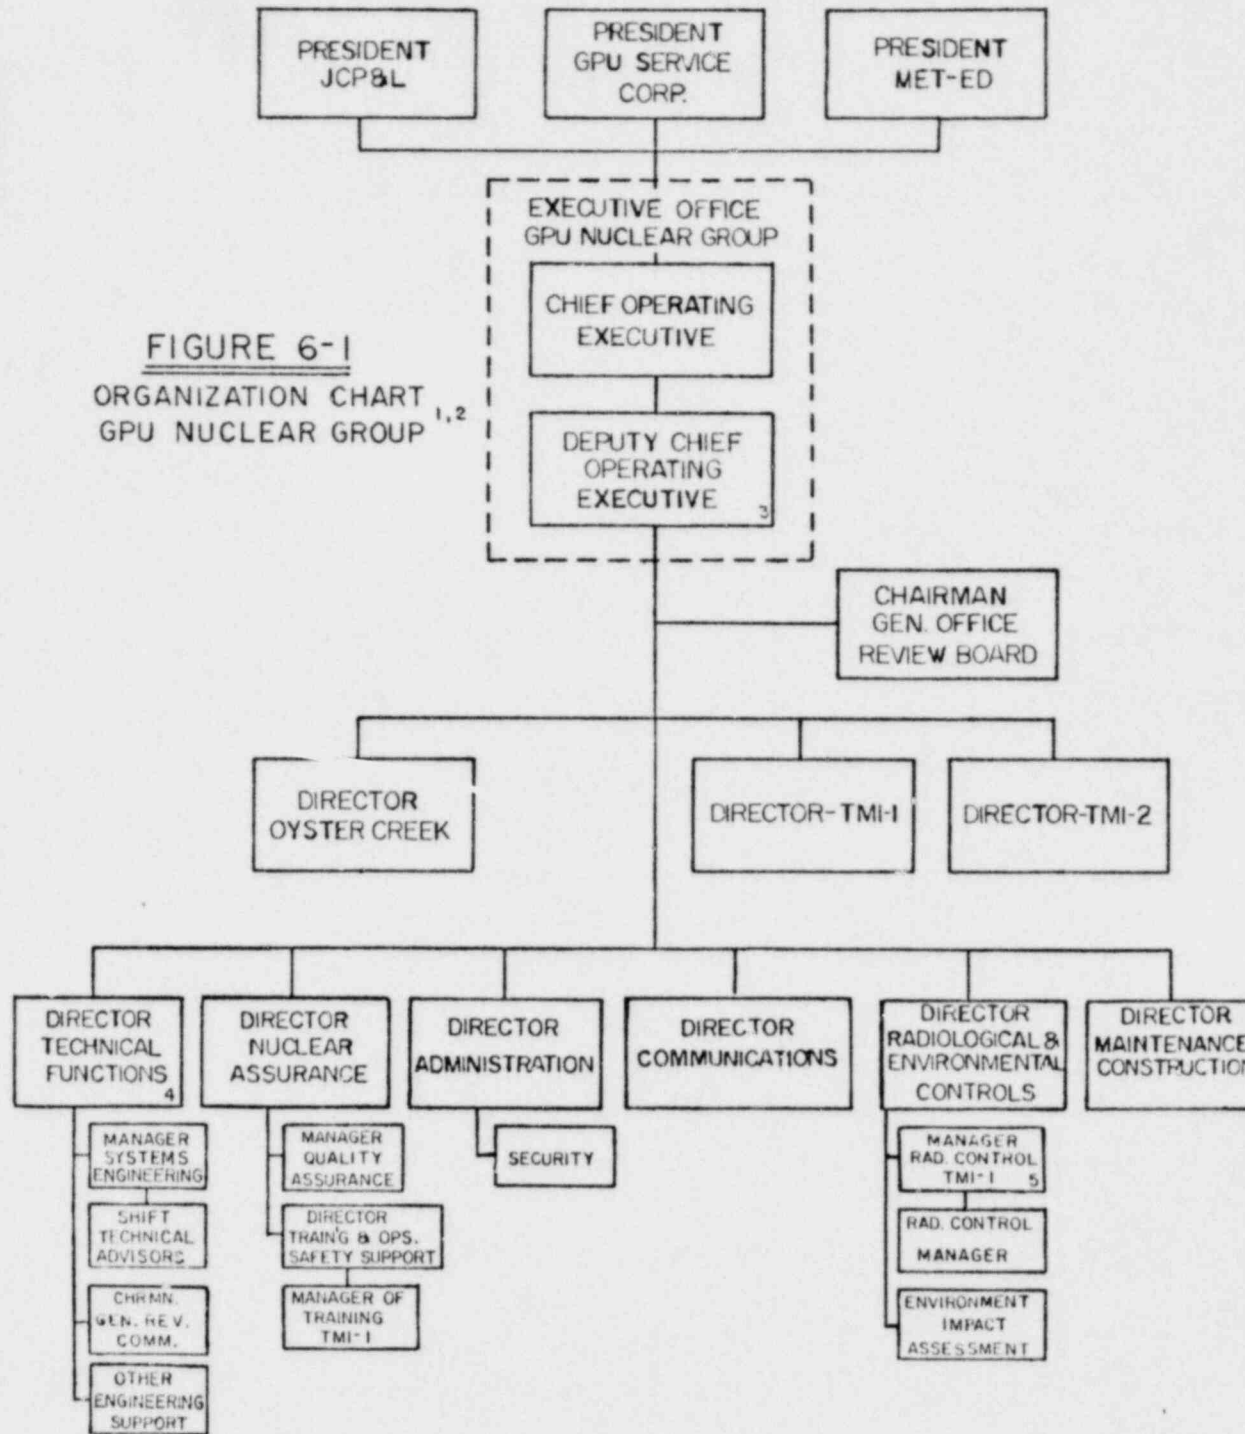 PRESIDENT
JCP&L
PRESIDENT
GPU SERVICE
CORP.
PRESIDENT
MET-ED
EXECUTIVE OFFICE
GPU NUCLEAR GROUP
CHIEF OPERATING
EXECUTIVE
DEPUTY CHIEF
OPERATING
EXECUTIVE
3
FIGURE 6-1
ORGANIZATION CHART
GPU NUCLEAR GROUP 1,2
CHAIRMAN
GEN. OFFICE
REVIEW BOARD
DIRECTOR
OYSTER CREEK
DIRECTOR-TMI-1
DIRECTOR-TMI-2
DIRECTOR
TECHNICAL
FUNCTIONS
4
DIRECTOR
NUCLEAR
ASSURANCE
DIRECTOR
ADMINISTRATION
DIRECTOR
COMMUNICATIONS
DIRECTOR
RADIOLOGICAL &
ENVIRONMENTAL
CONTROLS
DIRECTOR
MAINTENANCE
CONSTRUCTION
MANAGER
SYSTEMS
ENGINEERING
SHIFT
TECHNICAL
ADVISORS
CHRMN.
GEN. REV.
COMM.
OTHER
ENGINEERING
SUPPORT
MANAGER
QUALITY
ASSURANCE
DIRECTOR
TRAIN'G & OPS.
SAFETY SUPPORT
MANAGER OF
TRAINING
TMI-1
SECURITY
MANAGER
RAD. CONTROL
TMI-1
5
RAD. CONTROL
MANAGER
ENVIRONMENT
IMPACT
ASSESSMENT